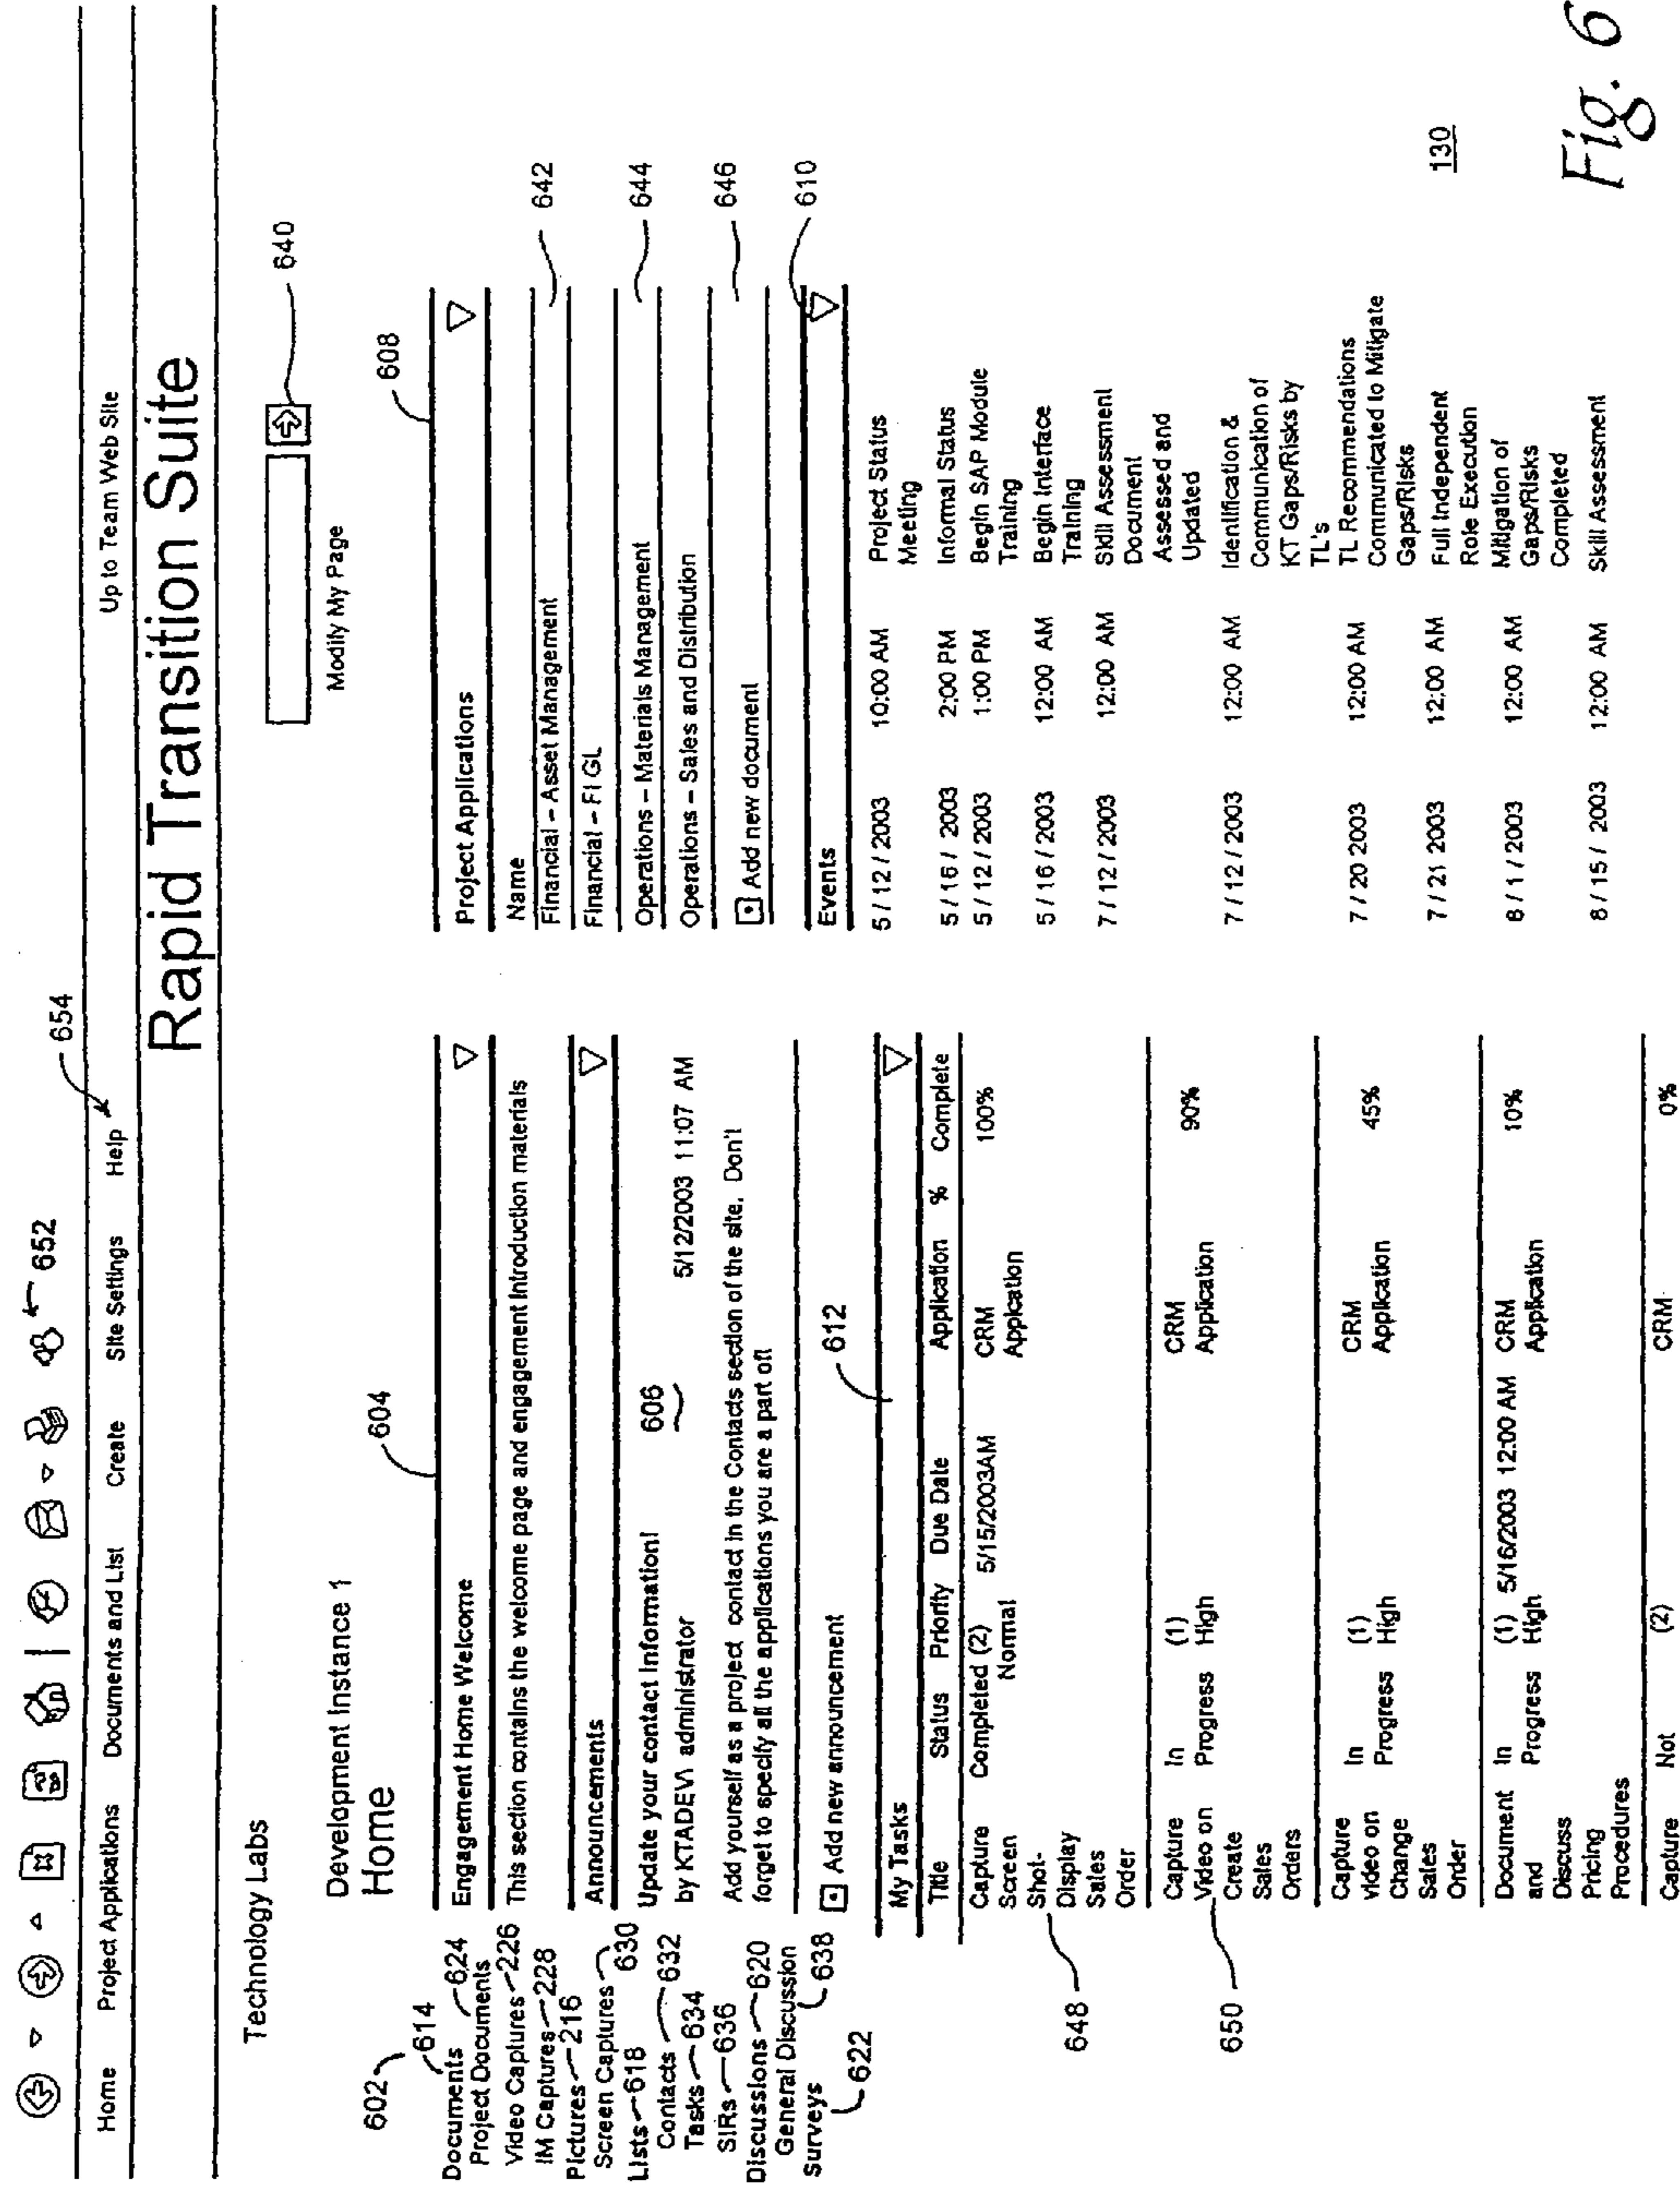 652
654
Home Project Applications Documents and List Create Site Settings Help Up to Team Web Site
Rapid Transition Suite
Technology Labs
640
Modify My Page
Development Instance 1
Home
602
614
Documents
624
Project Documents
Video Captures 226
IM Captures 228
Pictures 216
Screen Captures
630
Lists 618
Contacts 632
Tasks 634
SIRs 636
Discussions 620
General Discussion
638
Surveys
622
604
Engagement Home Welcome
This section contains the welcome page and engagement introduction materials
Announcements
Update your contact information!
606
by KTADEV\ administrator 5/12/2003 11:07 AM
Add yourself as a project contact in the Contacts section of the site. Don't
forget to specify all the applications you are a part of!
Add new announcement
612
My Tasks
Title Status Priority Due Date Application % Complete
Capture Completed (2) 5/15/2003AM CRM 100%
Screen Normal Appication
Shot-
Display
Sales
Order
648
Capture In (1) CRM 90%
Video on Progress High Application
Create
Sales
Orders
650
Capture In (1) CRM 45%
video on Progress High Application
Change
Sales
Order
Document In (1) 5/16/2003 12:00 AM CRM 10%
and Progress High Application
Discuss
Pricing
Procedures
Capture Not (2) CRM 0%
608
Project Applications
Name
Financial – Asset Management
642
Financial – FI GL
Operations – Materials Management
644
Operations – Sales and Distribution
646
Add new document
610
Events
5 / 12 / 2003 10:00 AM Project Status
Meeting
5 / 16 / 2003 2:00 PM Informal Status
5 / 12 / 2003 1:00 PM Begin SAP Module
Training
5 / 16 / 2003 12:00 AM Begin Interface
Training
7 / 12 / 2003 12:00 AM Skill Assessment
Document
Assessed and
Updated
7 / 12 / 2003 12:00 AM Identification &
Communication of
KT Gaps/Risks by
TL's
7 / 20 2003 12:00 AM TL Recommendations
Communicated to Mitigate
Gaps/Risks
7 / 21 2003 12:00 AM Full Independent
Role Execution
8 / 1 / 2003 12:00 AM Mitigation of
Gaps/Risks
Completed
8 / 15 / 2003 12:00 AM Skill Assessment
130
Fig. 6